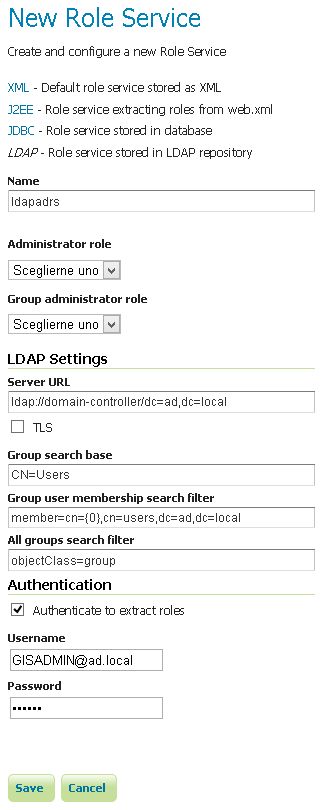 New Role Service
Create and configure a new Role Service
XML - Default role service stored as XML
J2EE - Role service extracting roles from web.xml
JDBC - Role service stored in database
LDAP - Role service stored in LDAP repository
Name
ldapadrs
Administrator role
Sceglierne uno
Group administrator role
Sceglierne uno
LDAP Settings
Server URL
ldap://domain-controller/dc=ad,dc=local
TLS
Group search base
CN=Users
Group user membership search filter
member=cn={0},cn=users,dc=ad,dc=local
All groups search filter
objectClass=group
Authentication
Authenticate to extract roles
Username
GISADMIN@ad.local
Password
••••••
Save Cancel